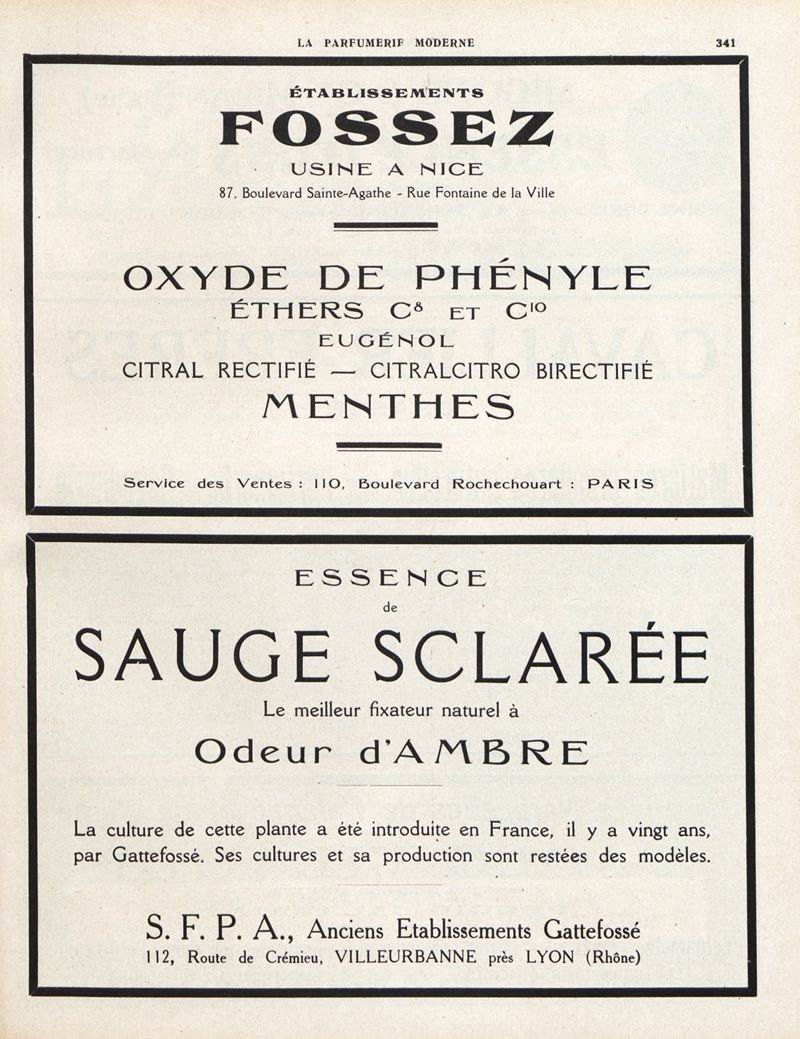 LA PARFUMERIE MODERNE 341
ÉTABLISSEMENTS
FOSSEZ
USINE A NICE
87, Boulevard Sainte-Agathe - Rue Fontaine de la Ville
OXYDE DE PHÉNYLE
ÉTHERS C⁸ ET C¹⁰
EUGÉNOL
CITRAL RECTIFIÉ — CITRALCITRO BIRECTIFIÉ
MENTHES
Service des Ventes : 110, Boulevard Rochechouart : PARIS
ESSENCE
de
SAUGE SCLARÉE
Le meilleur fixateur naturel à
Odeur d'AMBRE
La culture de cette plante a été introduite en France, il y a vingt ans,
par Gattefossé. Ses cultures et sa production sont restées des modèles.
S. F. P. A., Anciens Etablissements Gattefossé
112, Route de Crémieu, VILLEURBANNE près LYON (Rhône)